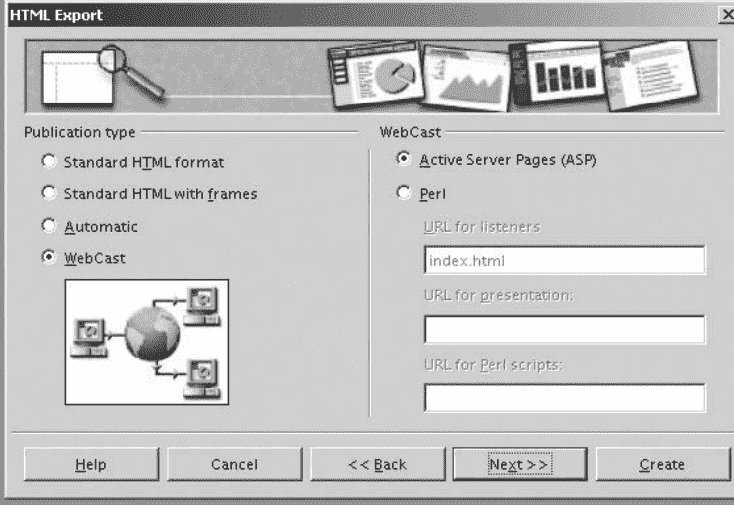 HTML Export
Publication type
Standard HTML format
Standard HTML with frames
Automatic
WebCast
WebCast
Active Server Pages (ASP)
Perl
URL for listeners
index.html
URL for presentation:
URL for Perl scripts:
Help
Cancel
<< Back
Next >>
Create